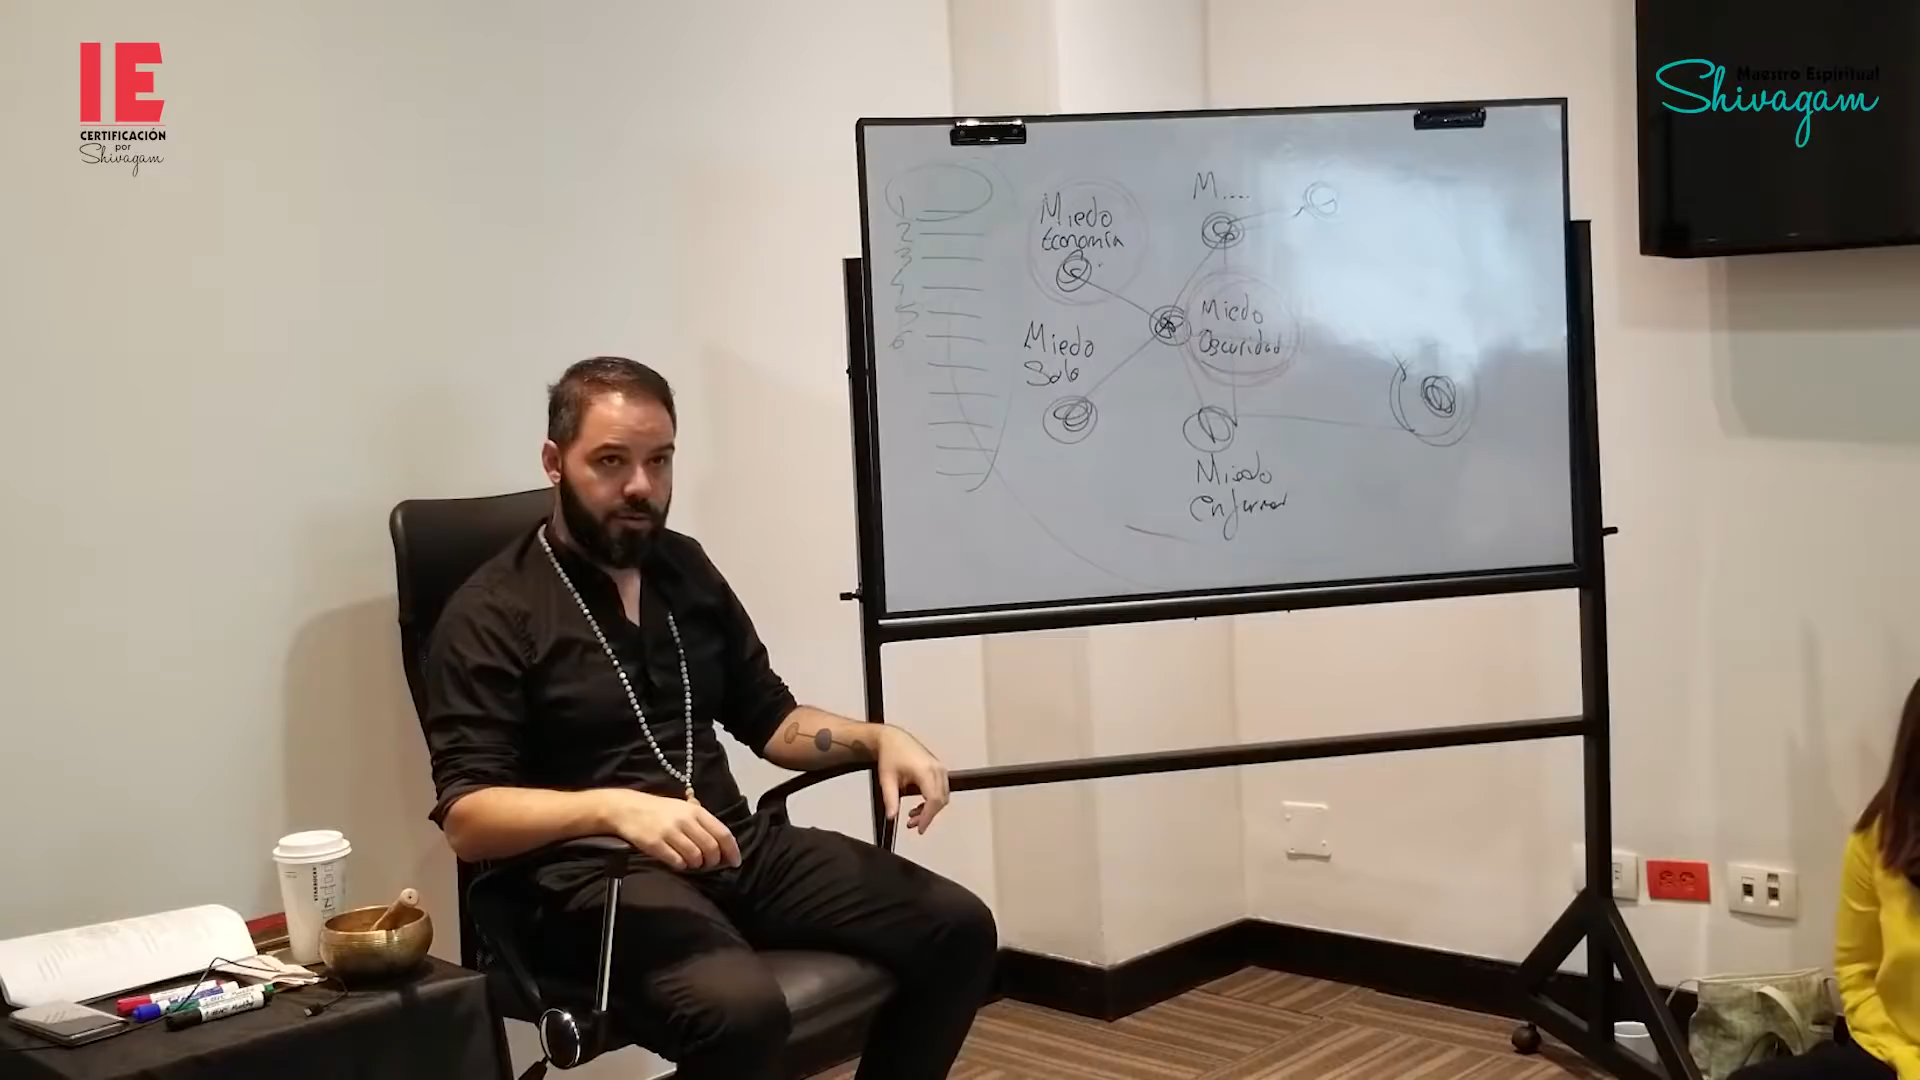 IE
CERTIFICACIÓN
por
Shivagam
Maestro Espiritual
Shivagam
1
2
3
4
5
6
Miedo
Economía
M....
Miedo
Oscuridad
Miedo
Solo
Miedo
Enfermar
STARBUCKS